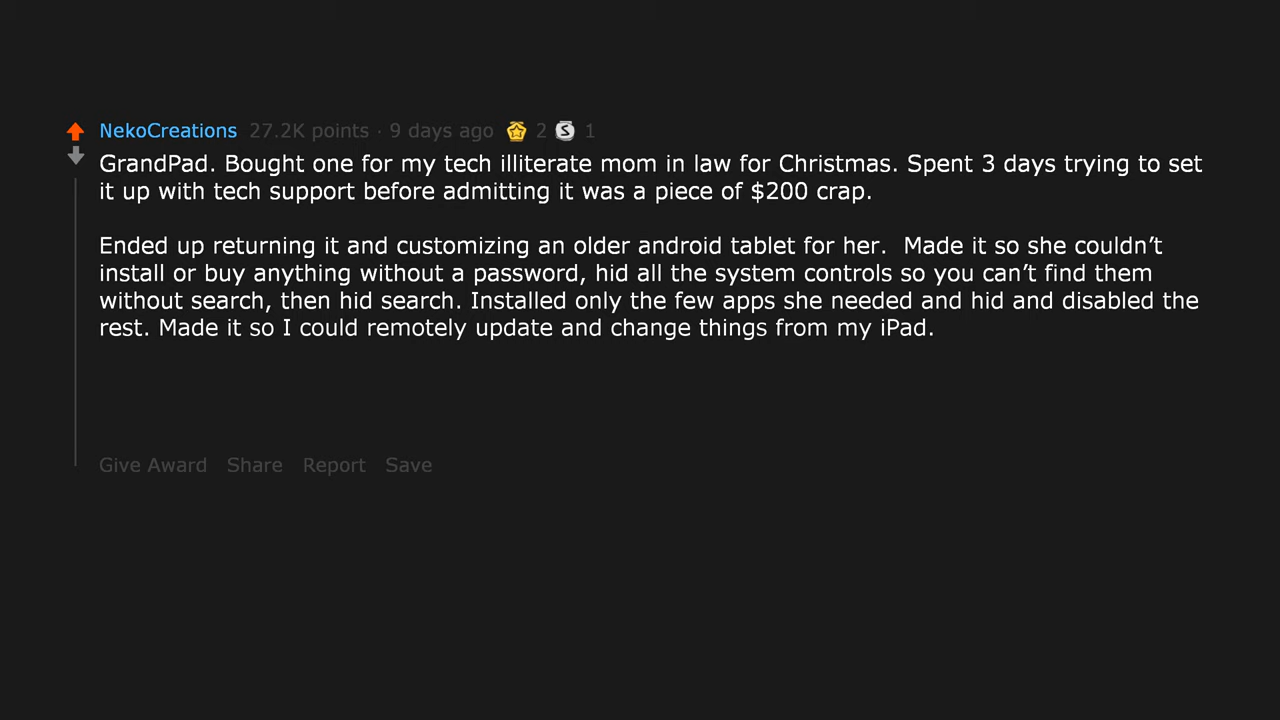 NekoCreations 27.2K points · 9 days ago 2 S 1
GrandPad. Bought one for my tech illiterate mom in law for Christmas. Spent 3 days trying to set
it up with tech support before admitting it was a piece of $200 crap.
Ended up returning it and customizing an older android tablet for her.  Made it so she couldn’t
install or buy anything without a password, hid all the system controls so you can’t find them
without search, then hid search. Installed only the few apps she needed and hid and disabled the
rest. Made it so I could remotely update and change things from my iPad.
Give Award Share Report Save